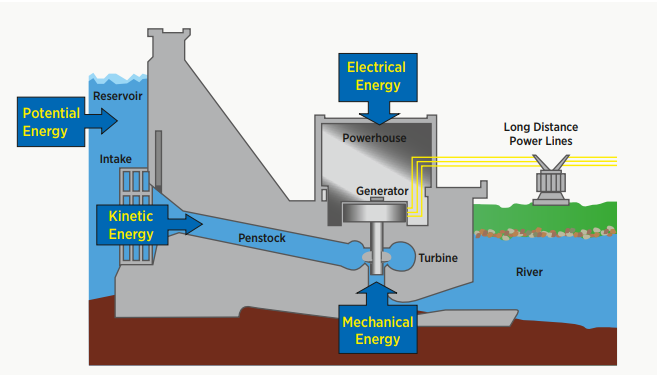 Reservoir
Potential
Energy
Intake
Kinetic
Energy
Penstock
Electrical
Energy
Powerhouse
Generator
Turbine
Mechanical
Energy
Long Distance
Power Lines
River